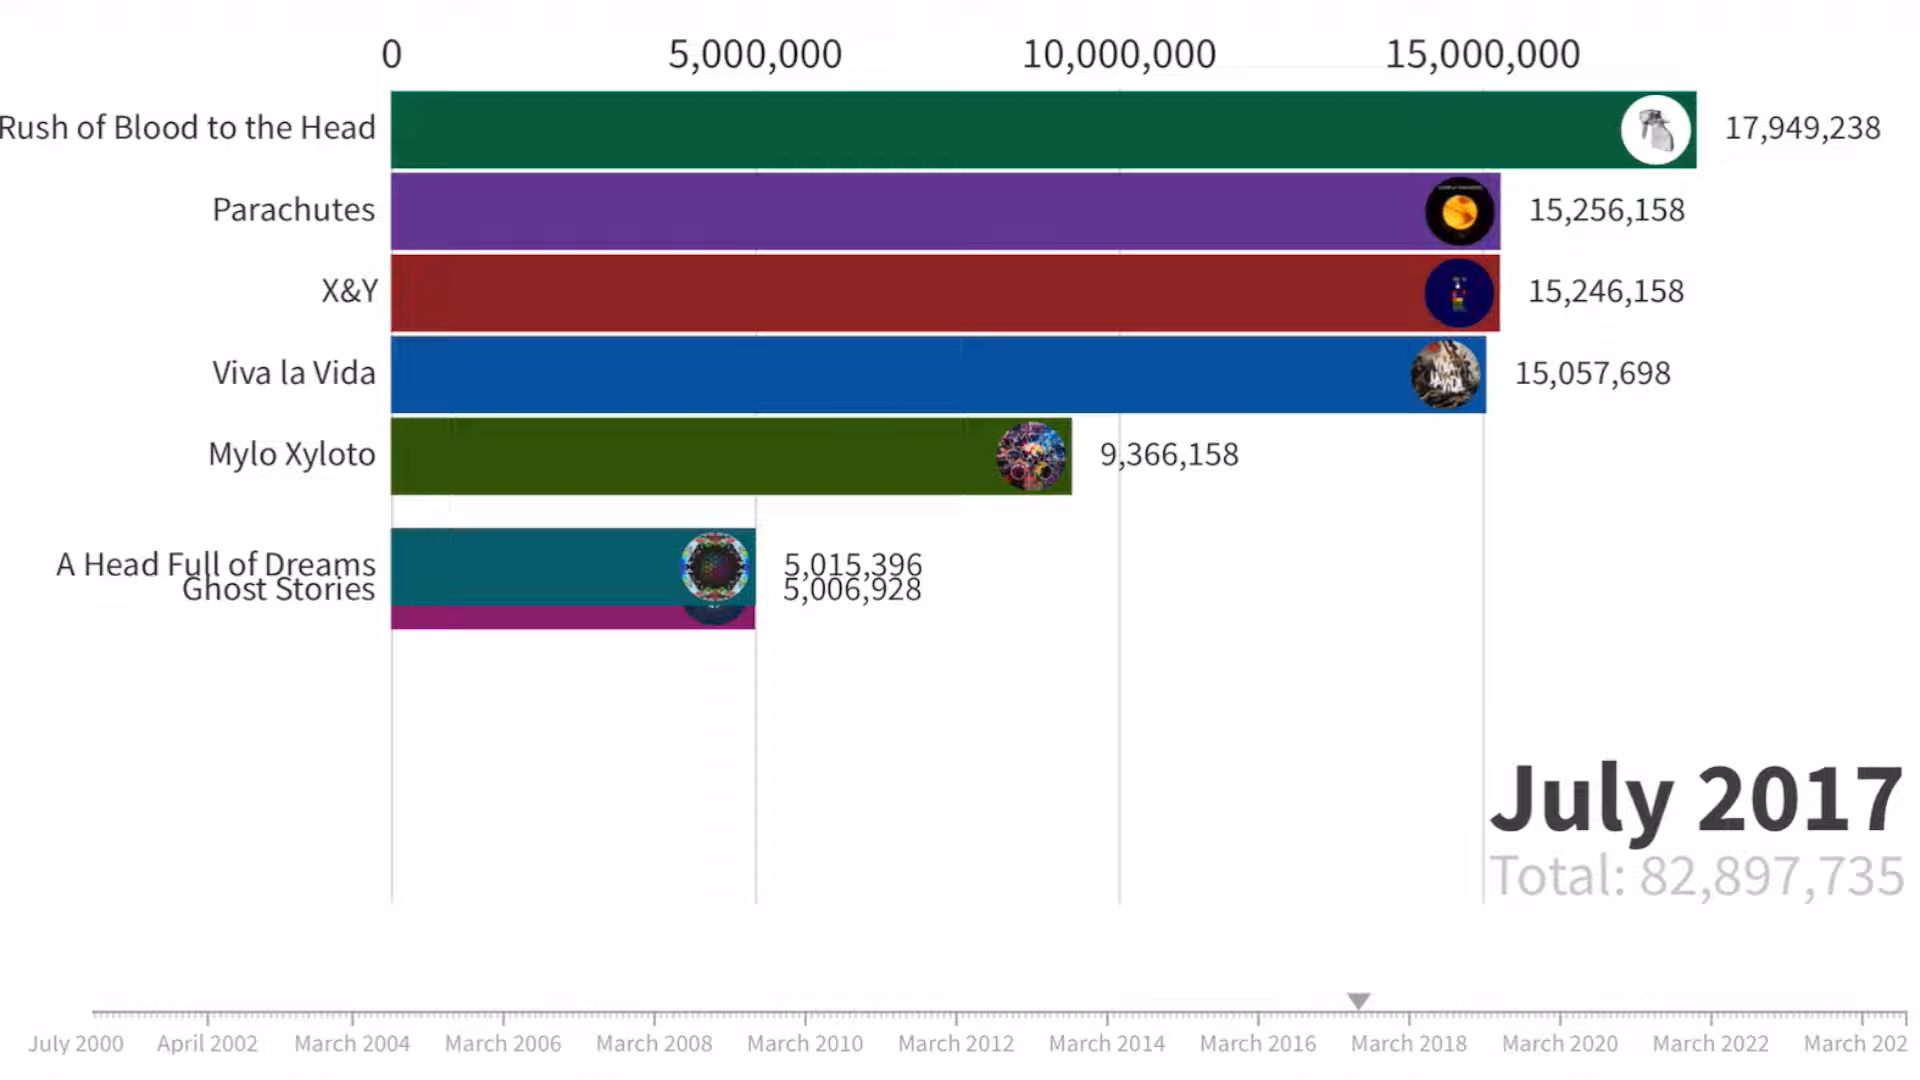 0 5,000,000 10,000,000 15,000,000
Rush of Blood to the Head 17,949,238
Parachutes 15,256,158
X&Y 15,246,158
Viva la Vida 15,057,698
Mylo Xyloto 9,366,158
A Head Full of Dreams 5,015,396
Ghost Stories 5,006,928
July 2017
Total: 82,897,735
July 2000 April 2002 March 2004 March 2006 March 2008 March 2010 March 2012 March 2014 March 2016 March 2018 March 2020 March 2022 March 202